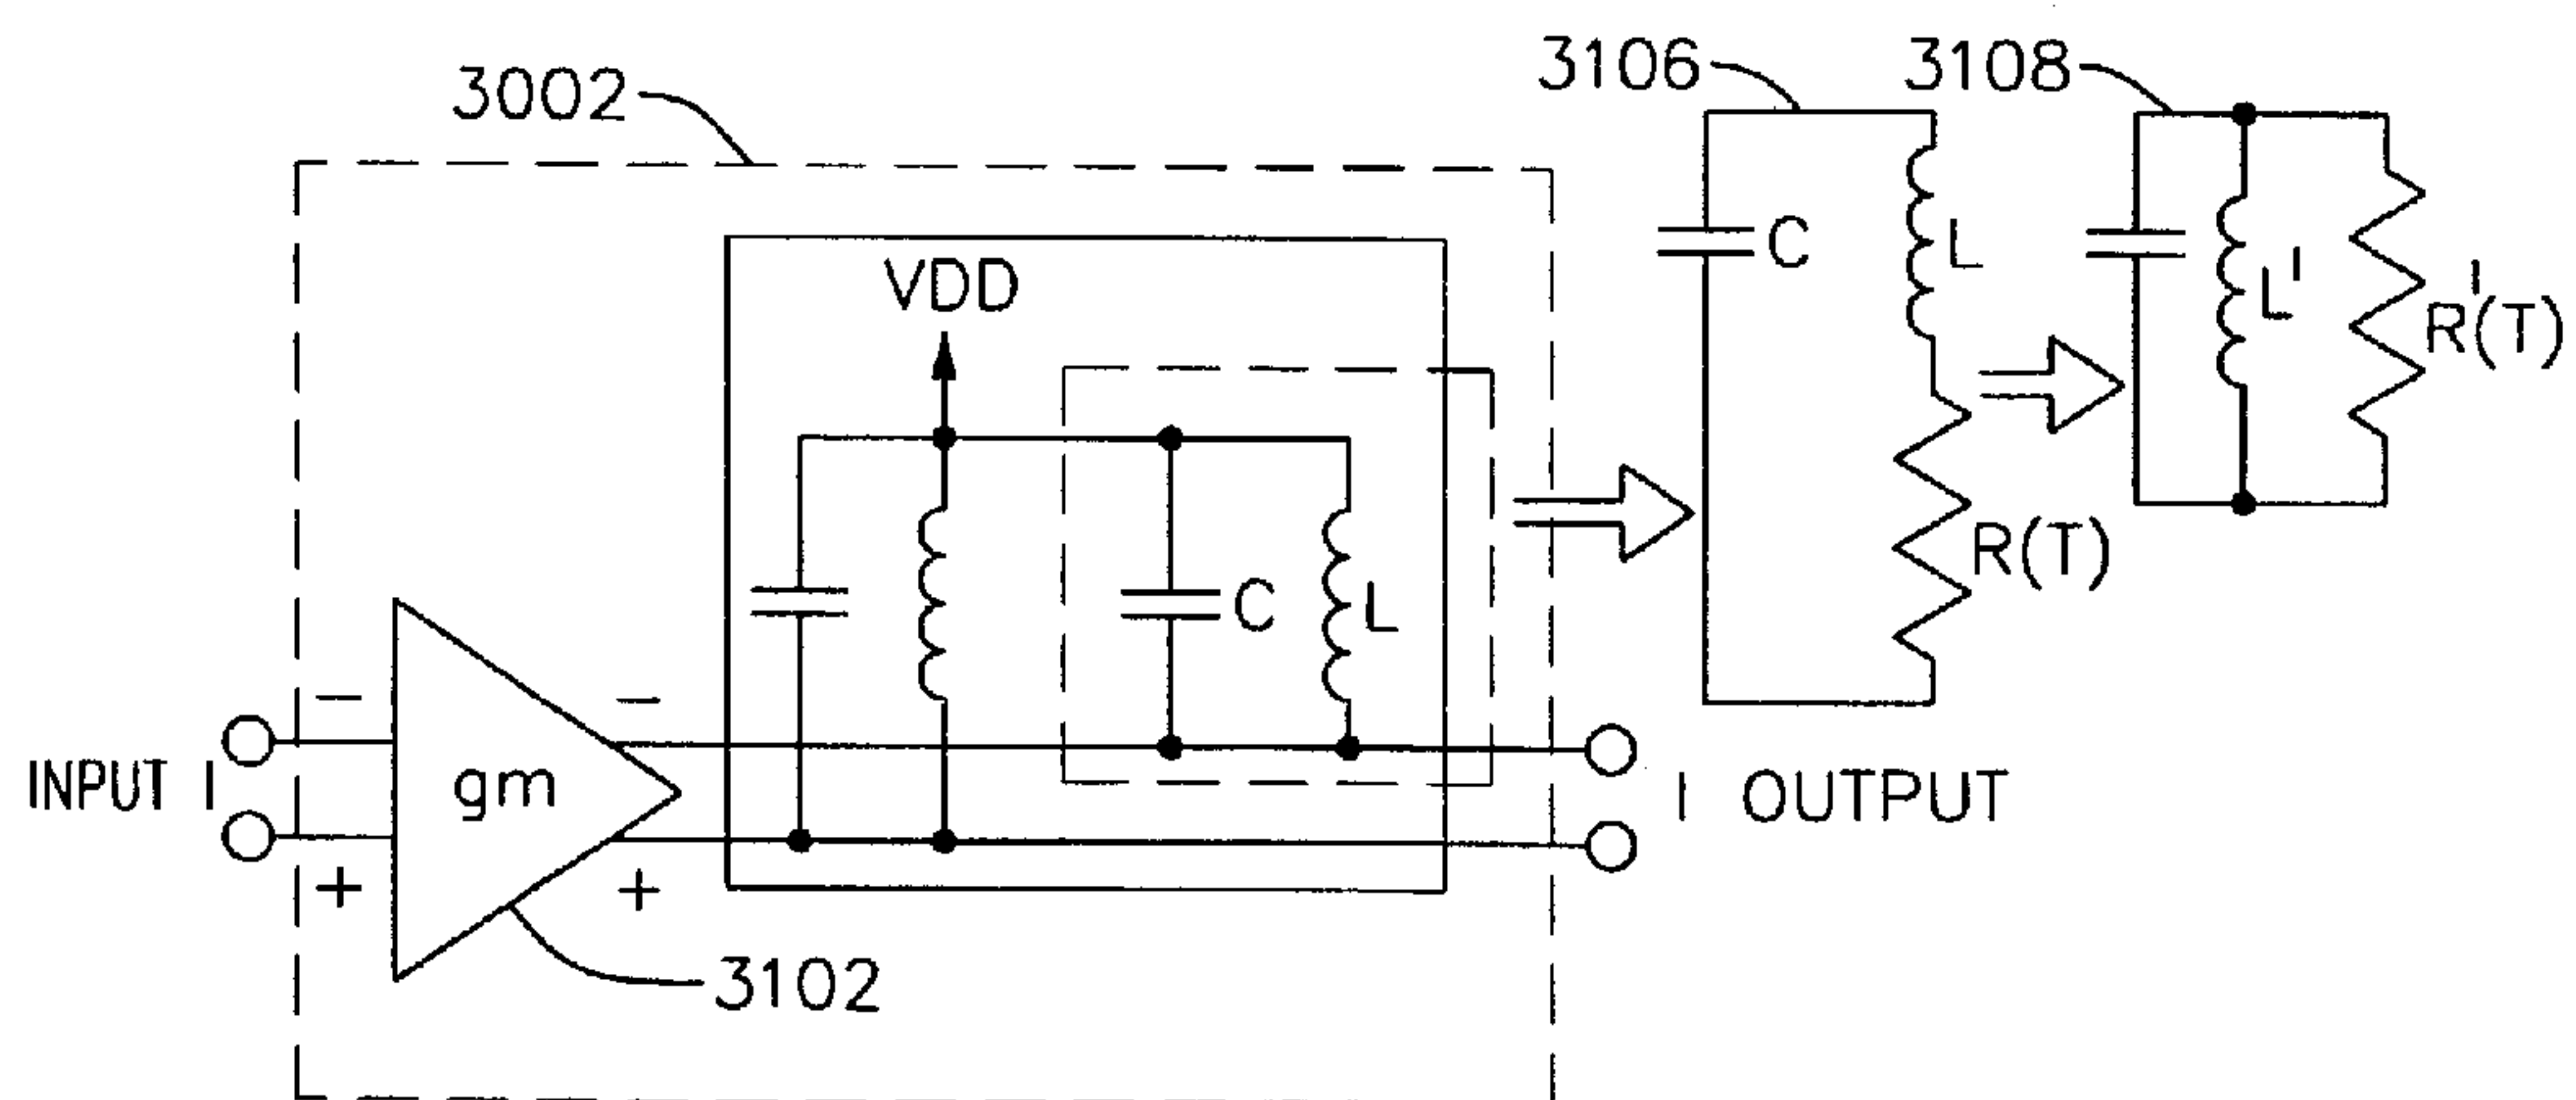 3002
3106
3108
VDD
C
L
L'
R'(T)
R(T)
C
L
−
−
INPUT I
gm
I OUTPUT
+
+
3102